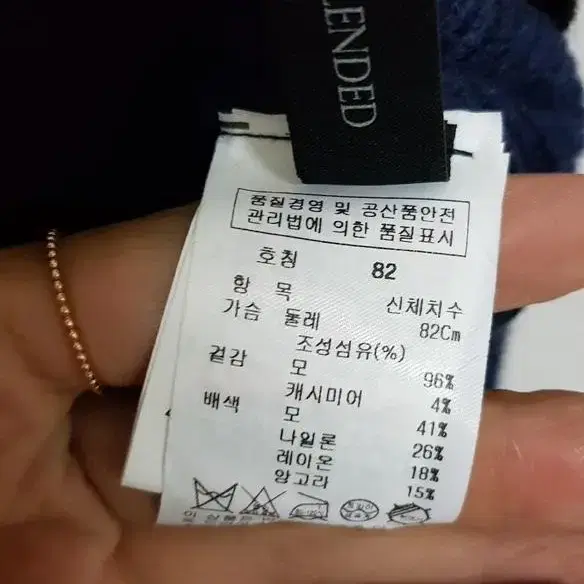 LENDED
품질경영 및 공산품안전
관리법에 의한 품질표시
호칭 82
항 목 신체치수
가슴 둘레 82Cm
조성섬유(%)
겉감 모 96%
캐시미어 4%
배색 모 41%
나일론 26%
레이온 18%
앙고라 15%